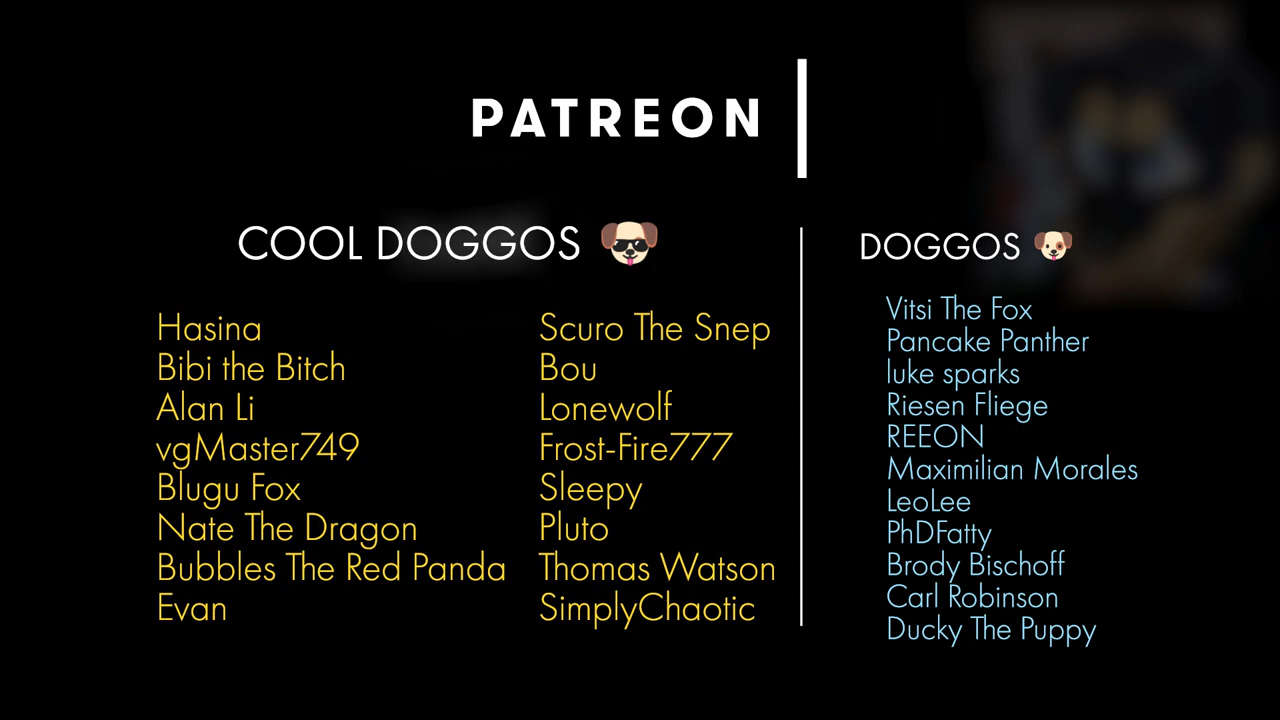 PATREON
COOL DOGGOS
Hasina
Bibi the Bitch
Alan Li
vgMaster749
Blugu Fox
Nate The Dragon
Bubbles The Red Panda
Evan
Scuro The Snep
Bou
Lonewolf
Frost-Fire777
Sleepy
Pluto
Thomas Watson
SimplyChaotic
DOGGOS
Vitsi The Fox
Pancake Panther
luke sparks
Riesen Fliege
REEON
Maximilian Morales
LeoLee
PhDFatty
Brody Bischoff
Carl Robinson
Ducky The Puppy